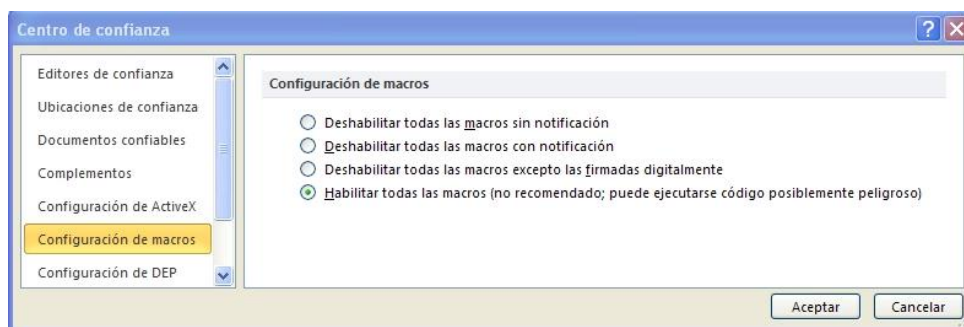 Centro de confianza
Editores de confianza
Ubicaciones de confianza
Documentos confiables
Complementos
Configuración de ActiveX
Configuración de macros
Configuración de DEP
Configuración de macros
Deshabilitar todas las macros sin notificación
Deshabilitar todas las macros con notificación
Deshabilitar todas las macros excepto las firmadas digitalmente
Habilitar todas las macros (no recomendado; puede ejecutarse código posiblemente peligroso)
Aceptar
Cancelar